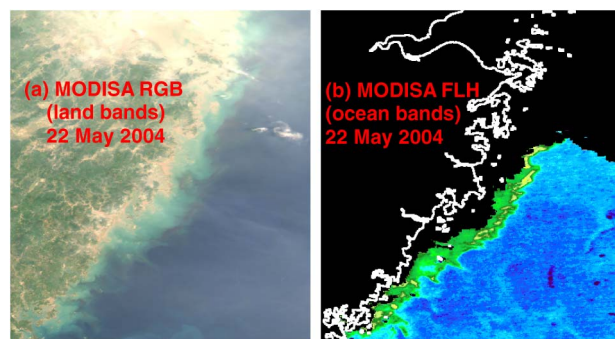 (a) MODISA RGB
(land bands)
22 May 2004
(b) MODISA FLH
(ocean bands)
22 May 2004